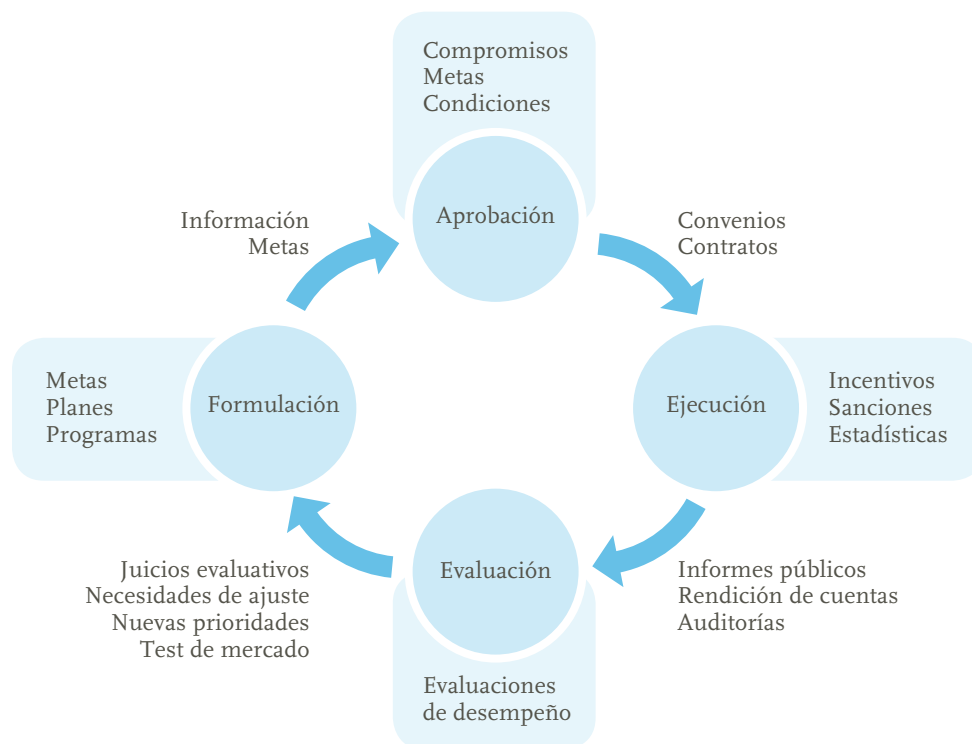 Compromisos
Metas
Condiciones
Aprobación
Información
Metas
Convenios
Contratos
Metas
Planes
Programas
Formulación
Ejecución
Incentivos
Sanciones
Estadísticas
Evaluación
Juicios evaluativos
Necesidades de ajuste
Nuevas prioridades
Test de mercado
Informes públicos
Rendición de cuentas
Auditorías
Evaluaciones
de desempeño